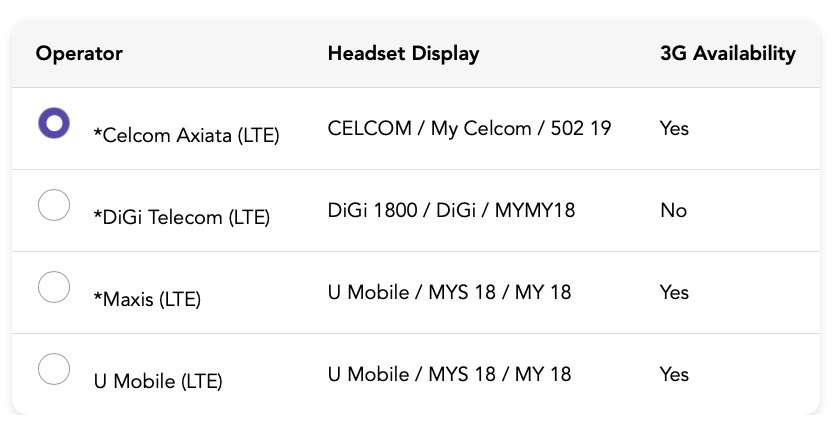 Operator Headset Display 3G Availability
*Celcom Axiata (LTE) CELCOM / My Celcom / 502 19 Yes
*DiGi Telecom (LTE) DiGi 1800 / DiGi / MYMY18 No
*Maxis (LTE) U Mobile / MYS 18 / MY 18 Yes
U Mobile (LTE) U Mobile / MYS 18 / MY 18 Yes